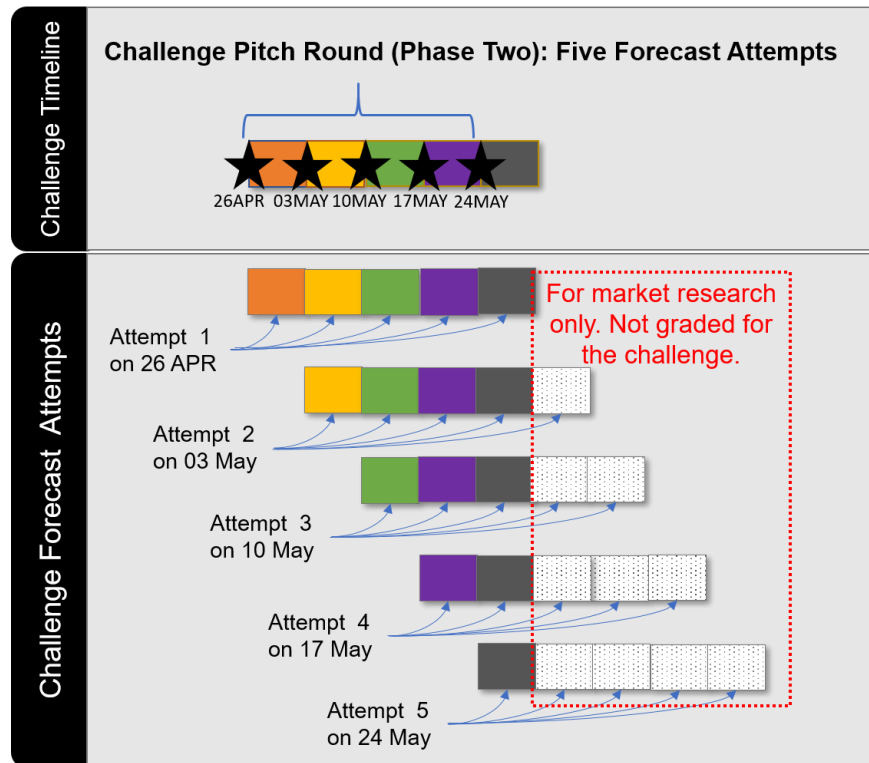 Challenge Timeline
Challenge Pitch Round (Phase Two): Five Forecast Attempts
26APR 03MAY 10MAY 17MAY 24MAY
Challenge Forecast Attempts
For market research
only. Not graded for
the challenge.
Attempt 1
on 26 APR
Attempt 2
on 03 May
Attempt 3
on 10 May
Attempt 4
on 17 May
Attempt 5
on 24 May